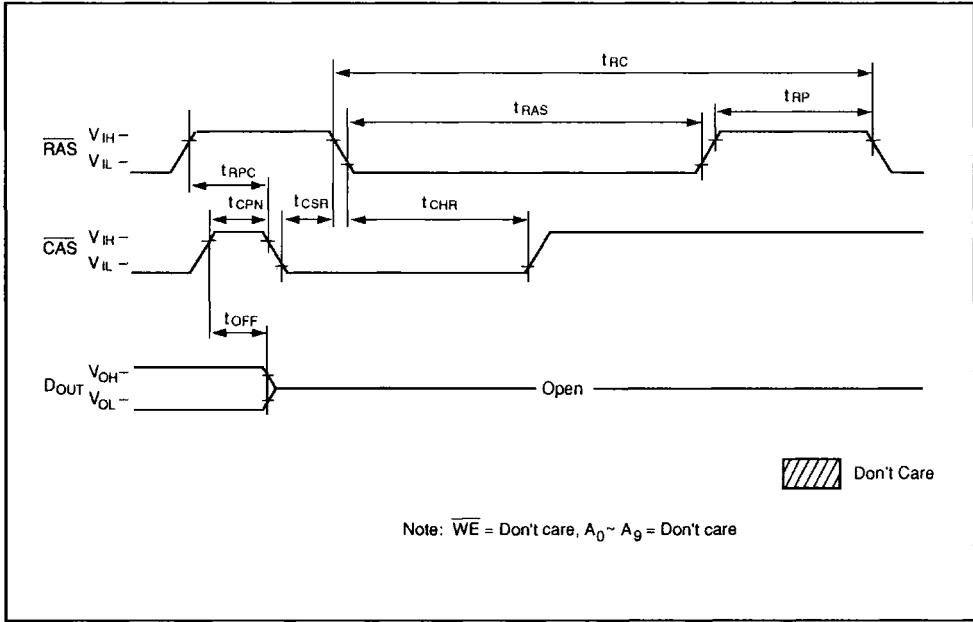 tRC
tRAS
tRP
RAS
VIH
VIL
tRPC
tCPN
tCSR
tCHR
CAS
VIH
VIL
tOFF
DOUT
VOH
VOL
Open
Don't Care
Note: WE = Don't care, A0 ~ A9 = Don't care